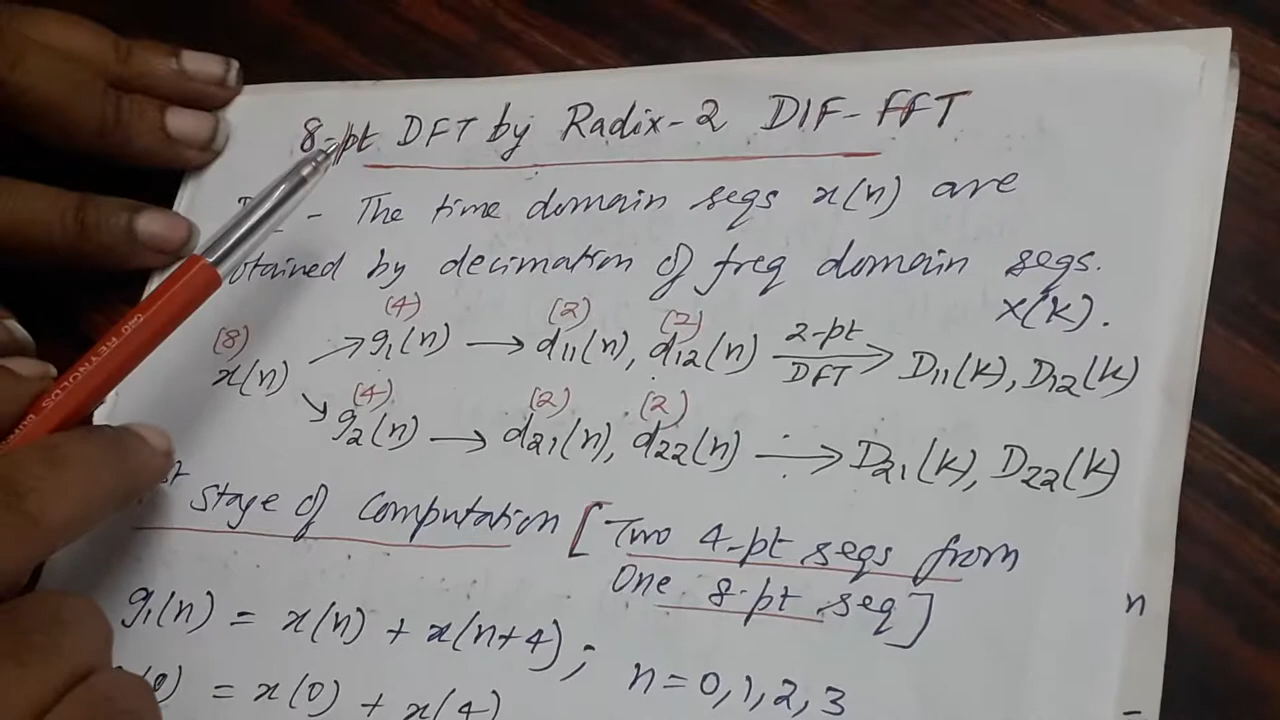 8-pt DFT by Radix-2 DIF-FFT
- The time domain seqs x(n) are
by decimation of freq domain seqs.
x(k).
(8) (4) (2) (2)
x(n) → g1(n) → d11(n), d12(n) 2-pt DFT → D11(k), D12(k)
(4) (2) (2)
↘ g2(n) → d21(n), d22(n) → D21(k), D22(k)
Stage of Computation [Two 4-pt seqs from
One 8-pt seq]
g1(n) = x(n) + x(n+4); n = 0,1,2,3
= x(0) + x(4)
n
REYNOLDS